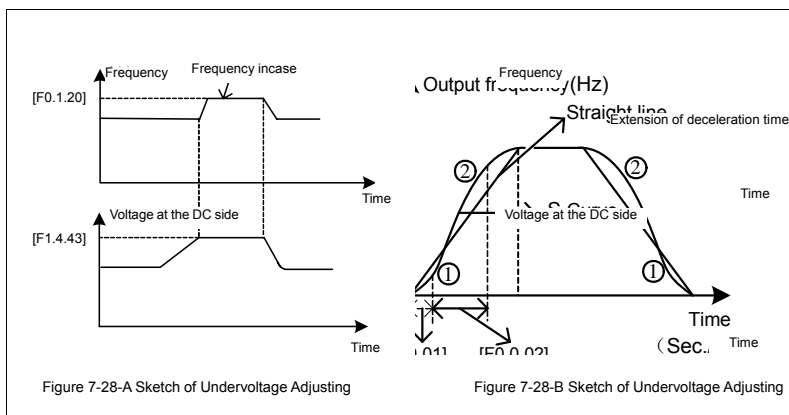 Frequency
Frequency incase
[F0.1.20]
Time
Voltage at the DC side
[F1.4.43]
Time
Figure 7-28-A Sketch of Undervoltage Adjusting
Frequency
Output frequency(Hz)
Straight line
Extension of deceleration time
②
②
Time
Voltage at the DC side
①
①
Time
(Sec.
Time
01]
[F0.0.02]
Figure 7-28-B Sketch of Undervoltage Adjusting